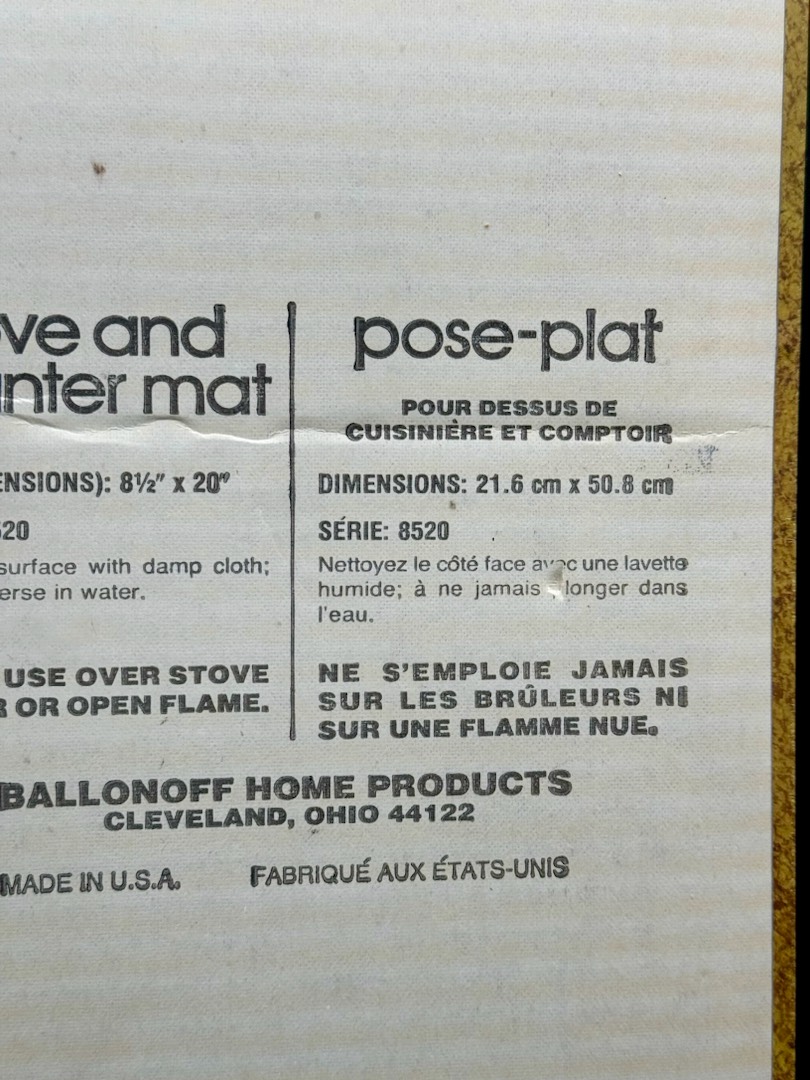 ve and
nter mat
ENSIONS): 8½" x 20"
520
surface with damp cloth;
erse in water.
USE OVER STOVE
R OR OPEN FLAME.
pose-plat
POUR DESSUS DE
CUISINIÈRE ET COMPTOIR
DIMENSIONS: 21.6 cm x 50.8 cm
SÉRIE: 8520
Nettoyez le côté face avec une lavette
humide; à ne jamais longer dans
l'eau.
NE S'EMPLOIE JAMAIS
SUR LES BRÛLEURS NI
SUR UNE FLAMME NUE.
BALLONOFF HOME PRODUCTS
CLEVELAND, OHIO 44122
MADE IN U.S.A. FABRIQUÉ AUX ÉTATS-UNIS